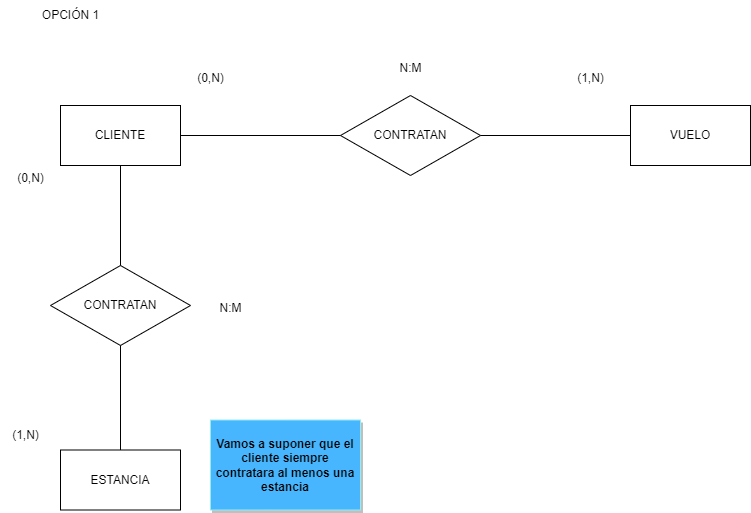 OPCIÓN 1
N:M
(0,N)
(1,N)
CLIENTE
CONTRATAN
VUELO
(0,N)
CONTRATAN
N:M
(1,N)
ESTANCIA
Vamos a suponer que el
cliente siempre
contratara al menos una
estancia